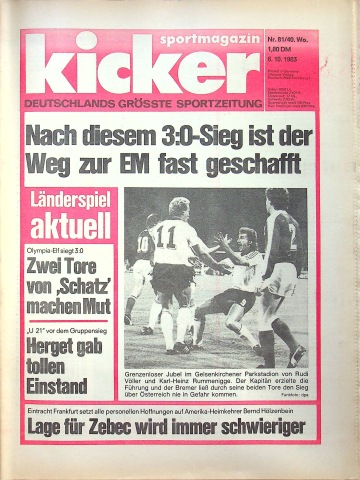 sportmagazin
kicker
DEUTSCHLANDS GRÖSSTE SPORTZEITUNG
Nr. 81/40. Wo.
1,80 DM
6. 10. 1983
Nach diesem 3:0-Sieg ist der
Weg zur EM fast geschafft
Länderspiel
aktuell
Olympia-Elf siegt 3:0
Zwei Tore
von ‚Schatz'
machen Mut
„U 21" vor dem Gruppensieg
Herget gab
tollen
Einstand
11
Grenzenloser Jubel im Gelsenkirchener Parkstadion von Rudi
Völler und Karl-Heinz Rummenigge. Der Kapitän erzielte die
Führung und der Bremer ließ durch seine beiden Tore den Sieg
über Österreich nie in Gefahr kommen.
Funkfoto: dpa
Eintracht Frankfurt setzt alle personellen Hoffnungen auf Amerika-Heimkehrer Bernd Hölzenbein
Lage für Zebec wird immer schwieriger